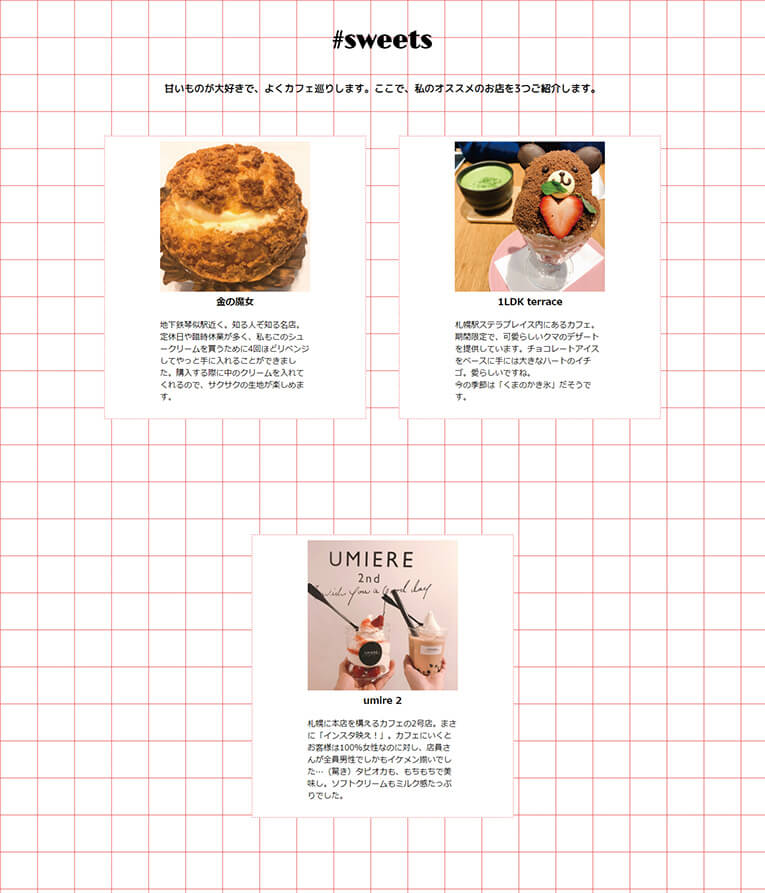 #sweets
甘いものが大好きで、よくカフェ巡りします。ここで、私のオススメのお店を3つご紹介します。
金の魔女
地下鉄琴似駅近く。知る人ぞ知る名店。
定休日や臨時休業が多く、私もこのシュ
ークリームを買うために4回ほどリベンジ
してやっと手に入れることができまし
た。購入する際に中のクリームを入れて
くれるので、サクサクの生地が楽しめま
す。
1LDK terrace
札幌駅ステラプレイス内にあるカフェ。
期間限定で、可愛らしいクマのデザート
を提供しています。チョコレートアイス
をベースに手には大きなハートのイチ
ゴ。愛らしいですね。
今の季節は「くまのかき氷」だそうで
す。
UMIERE
2nd
wish you a good day
UMIERE
UMIERE
umire 2
札幌に本店を構えるカフェの2号店。まさ
に「インスタ映え！」。カフェにいくと
お客様は100%女性なのに対し、店員さ
んが全員男性でしかもイケメン揃いでし
た…（驚き）タピオカも、もちもちで美
味し。ソフトクリームもミルク感たっぷ
りでした。